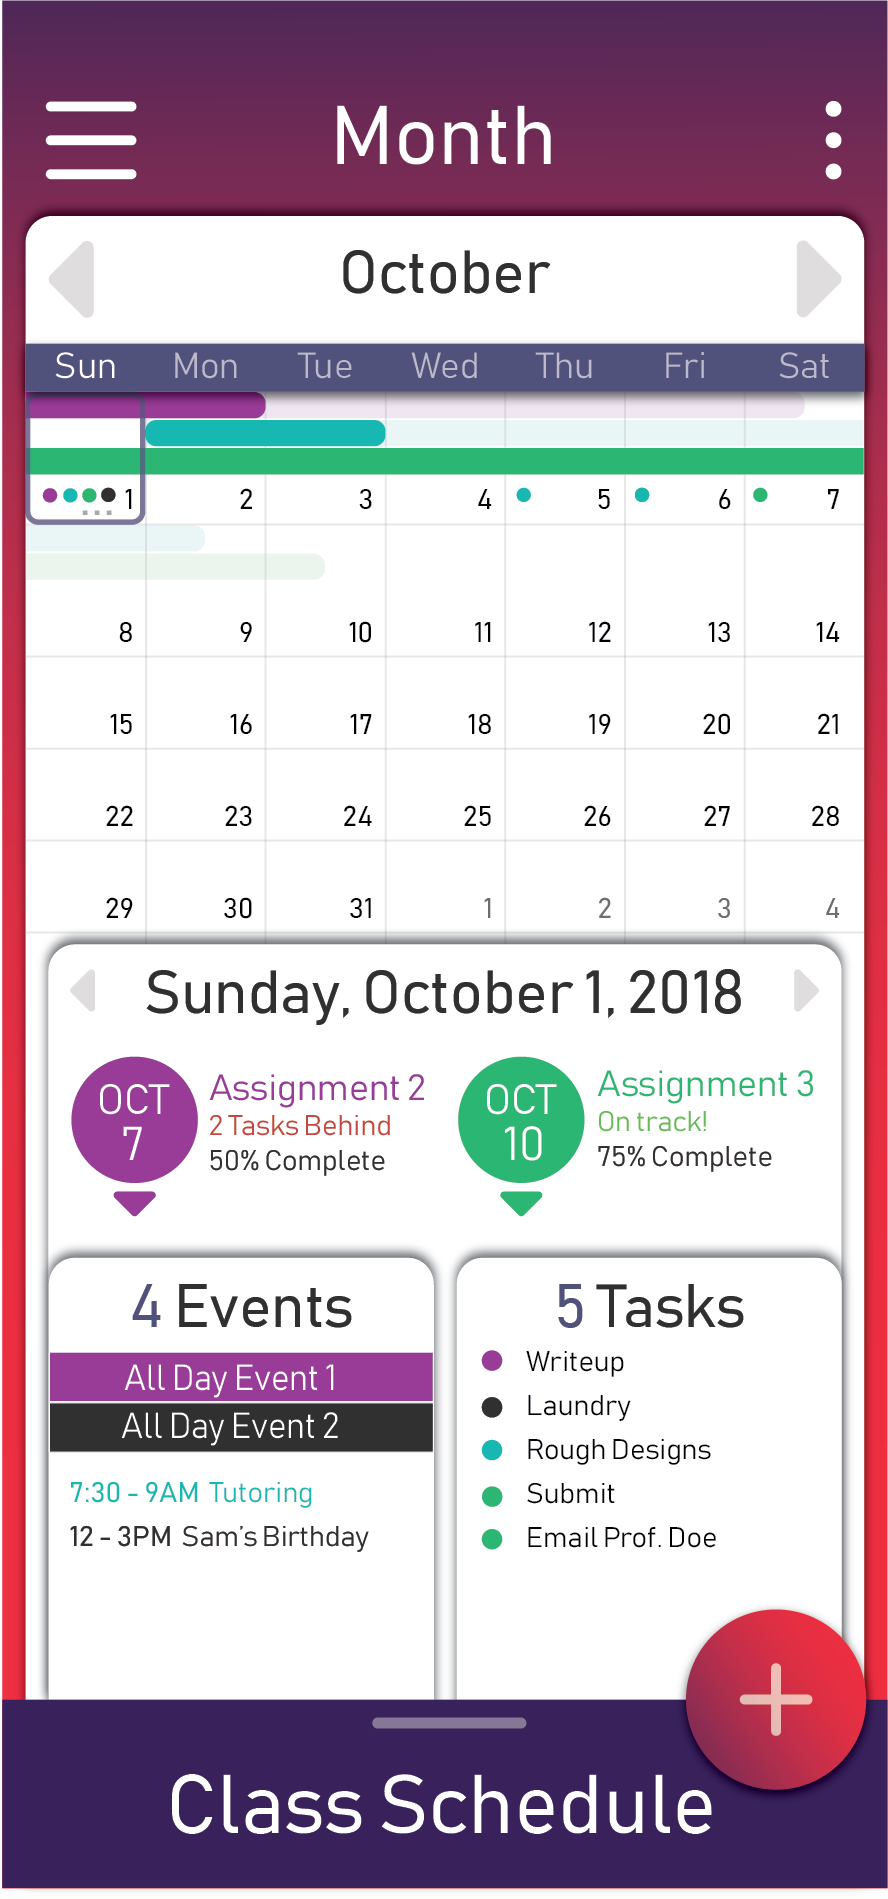 Month
October
Sun Mon Tue Wed Thu Fri Sat
1 2 3 4 5 6 7
8 9 10 11 12 13 14
15 16 17 18 19 20 21
22 23 24 25 26 27 28
29 30 31 1 2 3 4
Sunday, October 1, 2018
OCT
7
Assignment 2
2 Tasks Behind
50% Complete
OCT
10
Assignment 3
On track!
75% Complete
4 Events
All Day Event 1
All Day Event 2
7:30 - 9AM Tutoring
12 - 3PM Sam's Birthday
5 Tasks
Writeup
Laundry
Rough Designs
Submit
Email Prof. Doe
Class Schedule